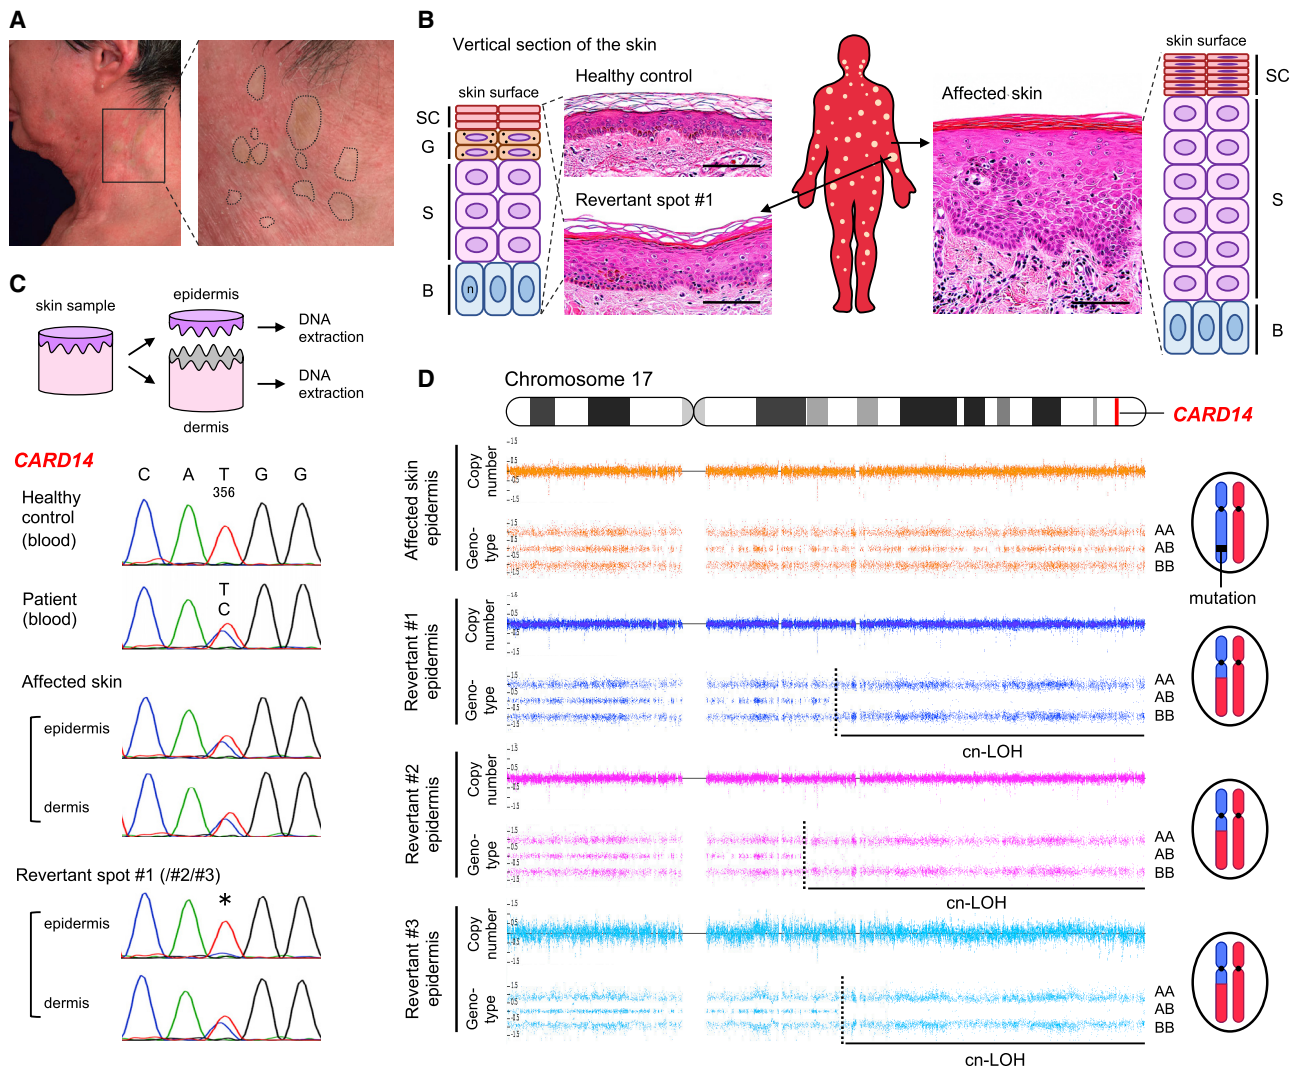 A
B
Vertical section of the skin
Healthy control
skin surface
SC
G
S
B
n
Revertant spot #1
Affected skin
skin surface
SC
S
B
C
skin sample
epidermis
DNA
extraction
DNA
extraction
dermis
CARD14
C A T G G
356
Healthy
control
(blood)
Patient
(blood)
T
C
Affected skin
epidermis
dermis
Revertant spot #1 (/#2/#3)
epidermis
*
dermis
D
Chromosome 17
CARD14
Affected skin
epidermis
Copy
number
Geno-
type
AA
AB
BB
mutation
Revertant #1
epidermis
Copy
number
Geno-
type
AA
AB
BB
cn-LOH
Revertant #2
epidermis
Copy
number
Geno-
type
AA
AB
BB
cn-LOH
Revertant #3
epidermis
Copy
number
Geno-
type
AA
AB
BB
cn-LOH